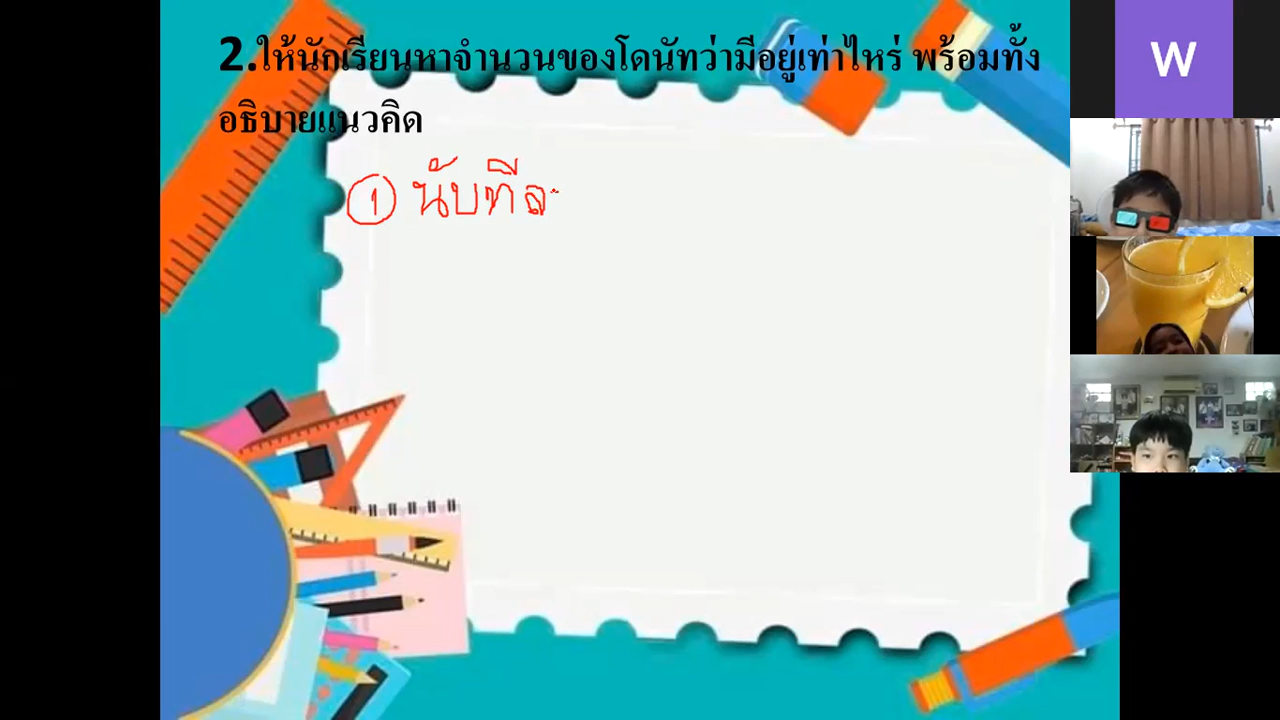 2.ให้นักเรียนหาจำนวนของโดนัทว่ามีอยู่เท่าไหร่ พร้อมทั้ง
อธิบายแนวคิด
① นับทีล
W